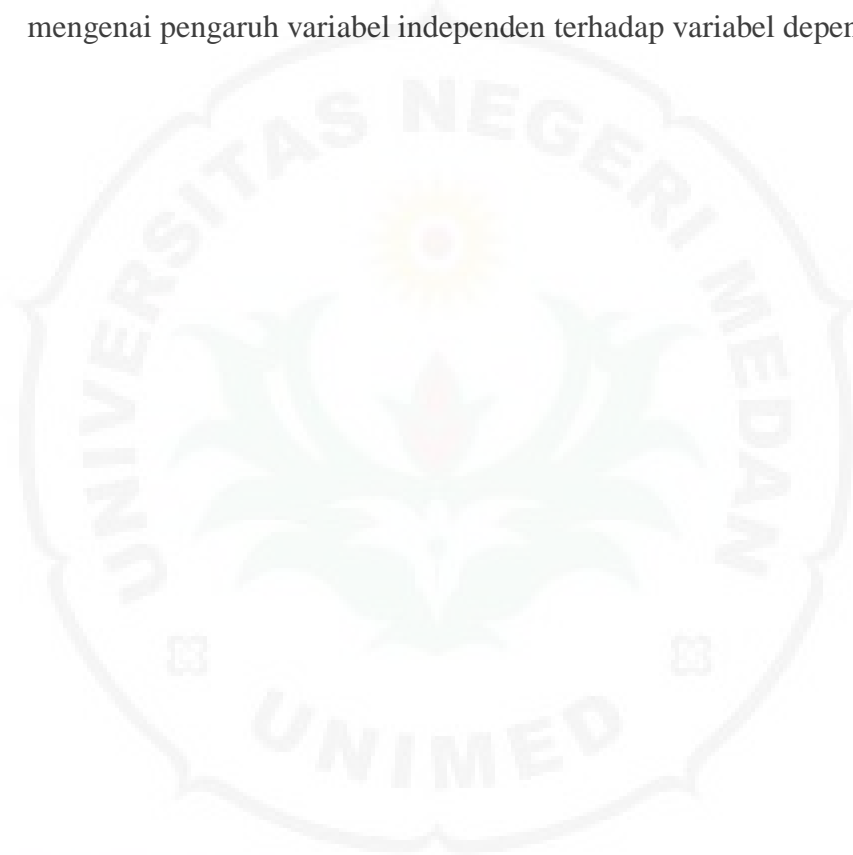 mengenai pengaruh variabel independen terhadap variabel depen
UNIVERSITAS NEGERI MEDAN
UNIMED